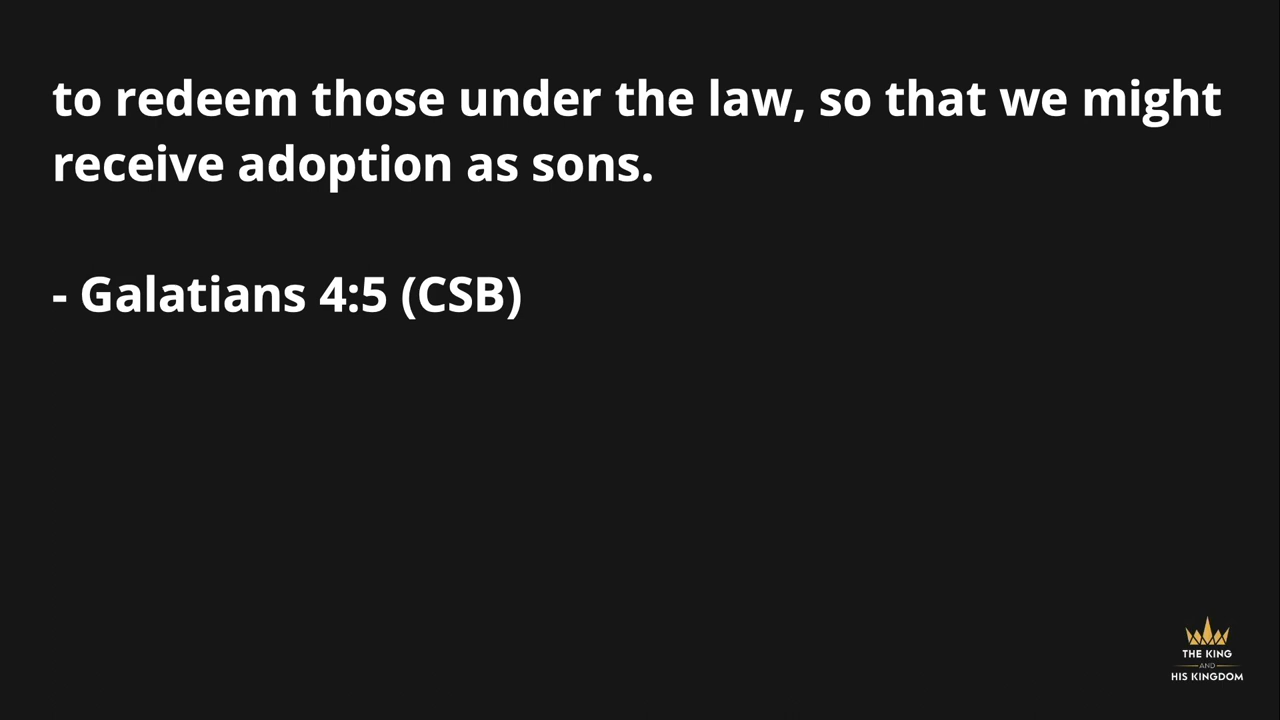 to redeem those under the law, so that we might
receive adoption as sons.
- Galatians 4:5 (CSB)
THE KING
AND
HIS KINGDOM